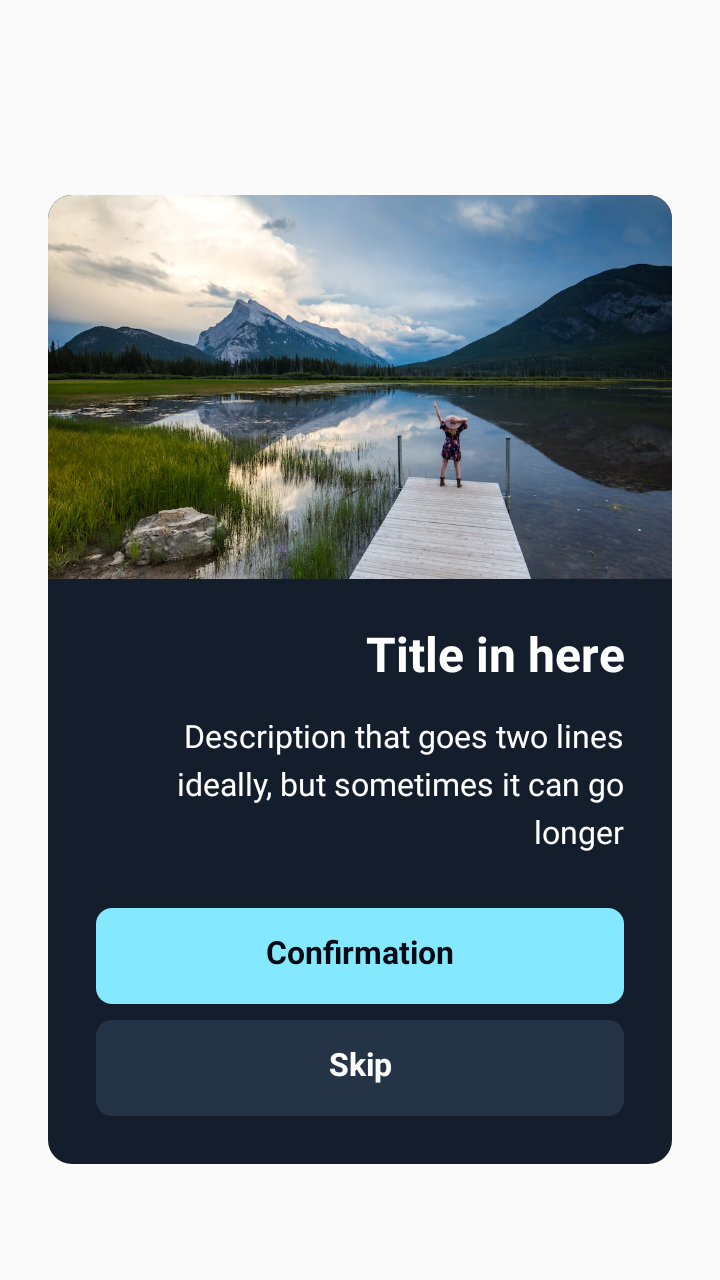 Title in here
Description that goes two lines
ideally, but sometimes it can go
longer
Confirmation
Skip